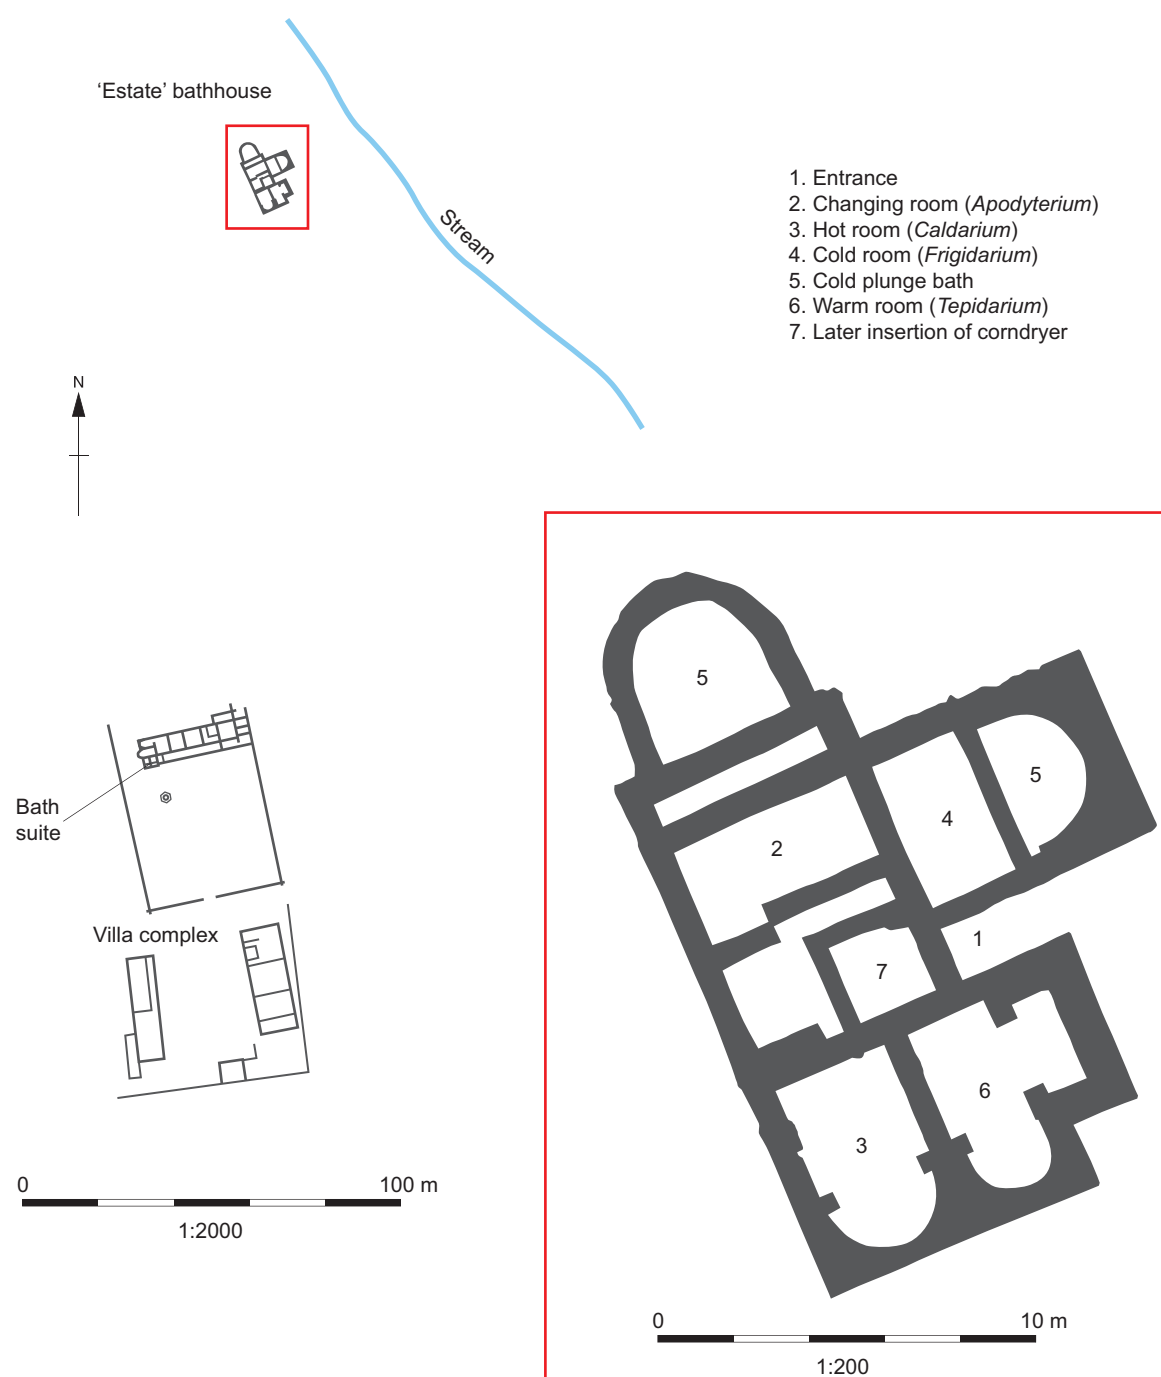 ‘Estate’ bathhouse
Stream
1. Entrance
2. Changing room (Apodyterium)
3. Hot room (Caldarium)
4. Cold room (Frigidarium)
5. Cold plunge bath
6. Warm room (Tepidarium)
7. Later insertion of corndryer
N
Bath
suite
Villa complex
0 100 m
1:2000
5
5
4
2
1
7
6
3
0 10 m
1:200